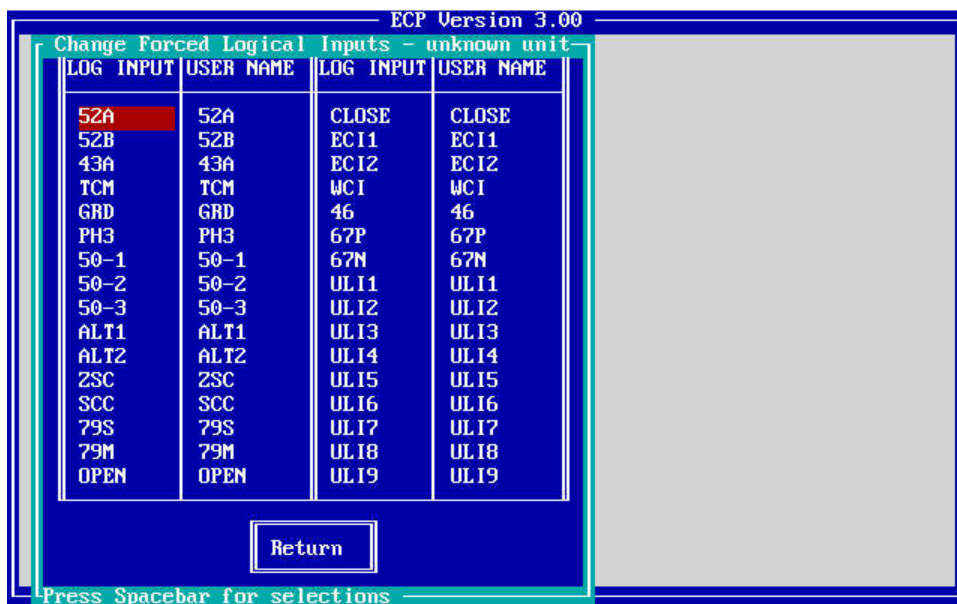 ECP Version 3.00
Change Forced Logical Inputs - unknown unit
LOG INPUT USER NAME LOG INPUT USER NAME
52A 52A CLOSE CLOSE
52B 52B ECI1 ECI1
43A 43A ECI2 ECI2
TCM TCM WCI WCI
GRD GRD 46 46
PH3 PH3 67P 67P
50-1 50-1 67N 67N
50-2 50-2 ULI1 ULI1
50-3 50-3 ULI2 ULI2
ALT1 ALT1 ULI3 ULI3
ALT2 ALT2 ULI4 ULI4
ZSC ZSC ULI5 ULI5
SCC SCC ULI6 ULI6
79S 79S ULI7 ULI7
79M 79M ULI8 ULI8
OPEN OPEN ULI9 ULI9
Return
Press Spacebar for selections